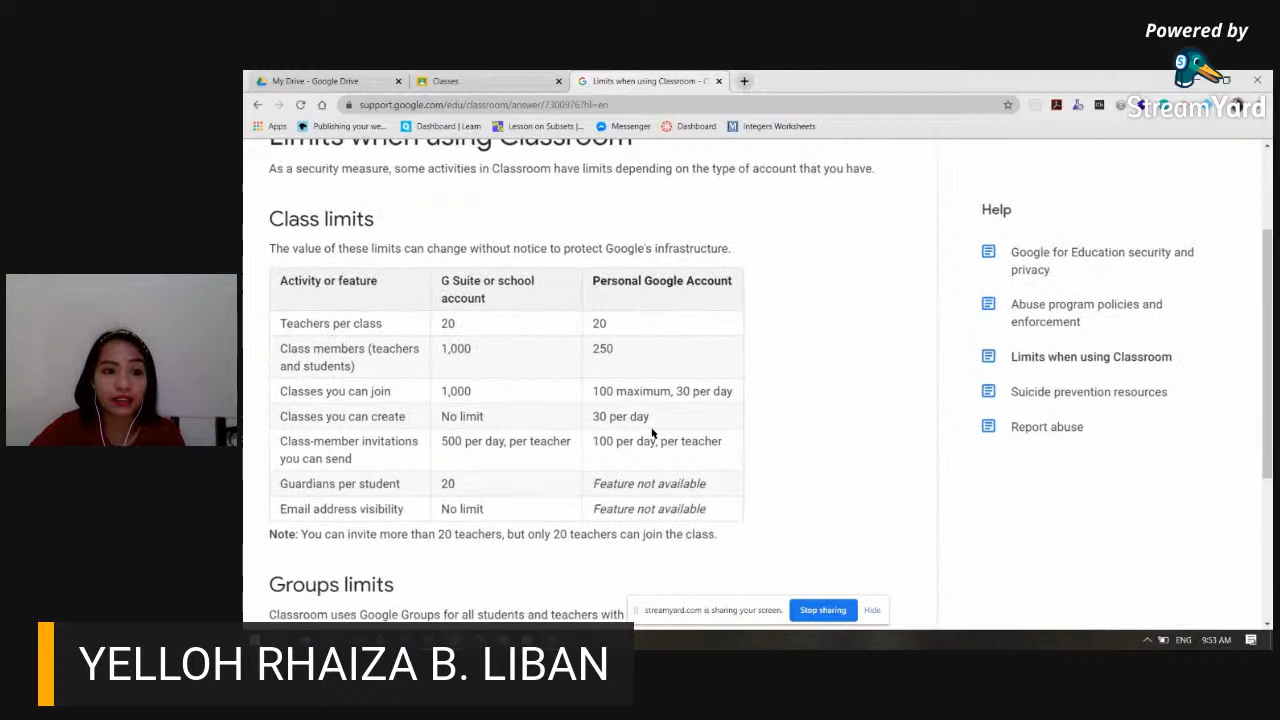 Powered by
StreamYard
My Drive - Google Drive
Classes
Limits when using Classroom - C
support.google.com/edu/classroom/answer/7300976?hl=en
Apps
Publishing your we...
Dashboard | Learn
Lesson on Subsets |...
Messenger
Dashboard
Integers Worksheets
Limits when using Classroom
As a security measure, some activities in Classroom have limits depending on the type of account that you have.
Class limits
The value of these limits can change without notice to protect Google's infrastructure.
Activity or feature
G Suite or school
account
Personal Google Account
Teachers per class
20
20
Class members (teachers
and students)
1,000
250
Classes you can join
1,000
100 maximum, 30 per day
Classes you can create
No limit
30 per day
Class-member invitations
you can send
500 per day, per teacher
100 per day, per teacher
Guardians per student
20
Feature not available
Email address visibility
No limit
Feature not available
Note: You can invite more than 20 teachers, but only 20 teachers can join the class.
Groups limits
Classroom uses Google Groups for all students and teachers with
Help
Google for Education security and
privacy
Abuse program policies and
enforcement
Limits when using Classroom
Suicide prevention resources
Report abuse
streamyard.com is sharing your screen.
Stop sharing
Hide
ENG
9:53 AM
YELLOH RHAIZA B. LIBAN